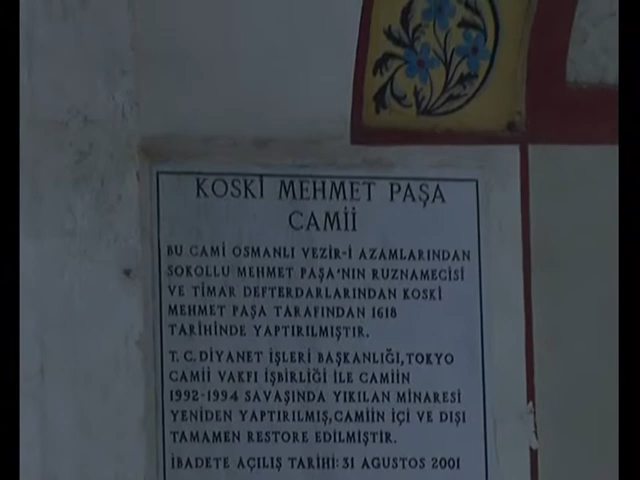 KOSKİ MEHMET PAŞA
CAMİİ
BU CAMİ OSMANLI VEZİR-İ AZAMLARINDAN
SOKOLLU MEHMET PAŞA'NIN RUZNAMECİSİ
VE TİMAR DEFTERDARLARINDAN KOSKİ
MEHMET PAŞA TARAFINDAN 1618
TARİHİNDE YAPTIRILMIŞTIR.
T.C.DİYANET İŞLERİ BAŞKANLIĞI,TOKYO
CAMİİ VAKFI İŞBİRLİĞİ İLE CAMİİN
1992-1994 SAVAŞINDA YIKILAN MİNARESİ
YENİDEN YAPTIRILMIŞ,CAMİİN İÇİ VE DIŞI
TAMAMEN RESTORE EDİLMİŞTİR.
İBADETE AÇILIŞ TARİHİ:31 AGUSTOS 2001